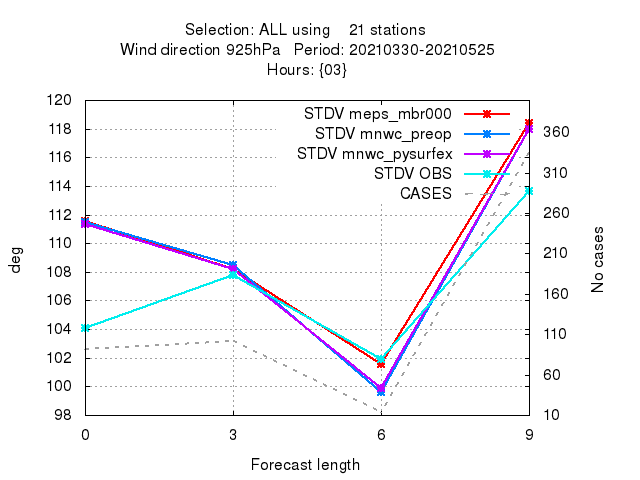 Selection: ALL using 21 stations
Wind direction 925hPa Period: 20210330-20210525
Hours: {03}
STDV meps_mbr000
STDV mnwc_preop
STDV mnwc_pysurfex
STDV OBS
CASES
120
118
116
114
112
110
108
106
104
102
100
98
deg
360
310
260
210
160
110
60
10
No cases
0 3 6 9
Forecast length